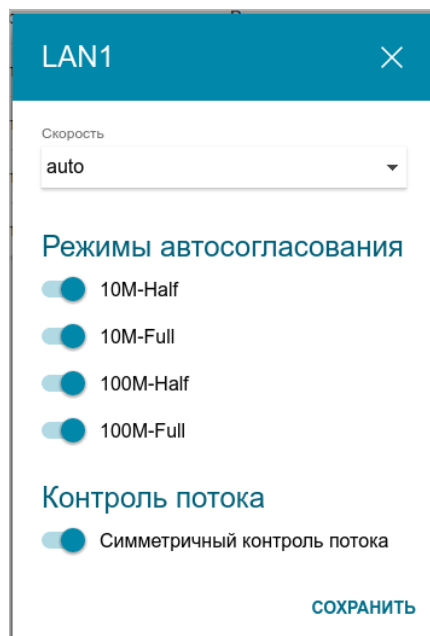 LAN1
Скорость
auto
Режимы автосогласования
10M-Half
10M-Full
100M-Half
100M-Full
Контроль потока
Симметричный контроль потока
СОХРАНИТЬ